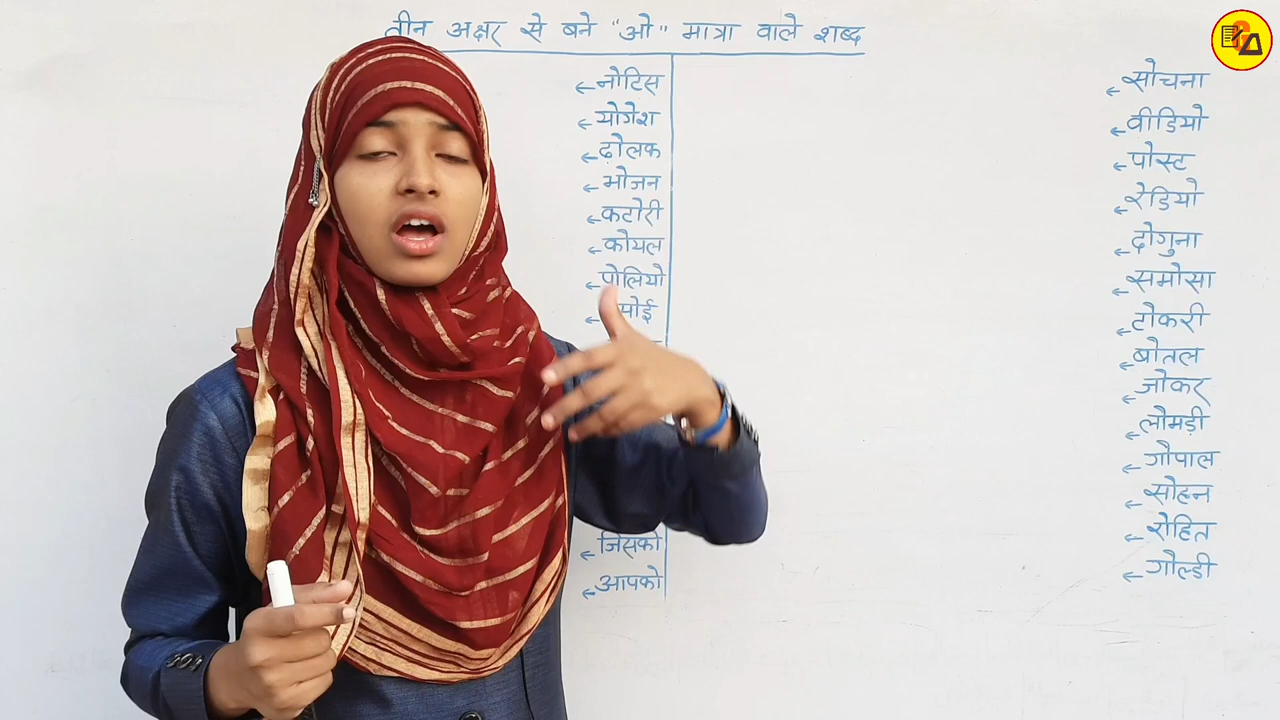 तीन अक्षर से बने "ओ" मात्रा वाले शब्द
नोटिस
योगेश
ढ़ोलक
भोजन
कटोरी
कोयल
पोलियो
जिसको
आपको
सोचना
वीडियो
पोस्ट
रेडियो
दोगुना
समोसा
टोकरी
बोतल
जोकर
लोमड़ी
गोपाल
सोहन
रोहित
गोल्डी